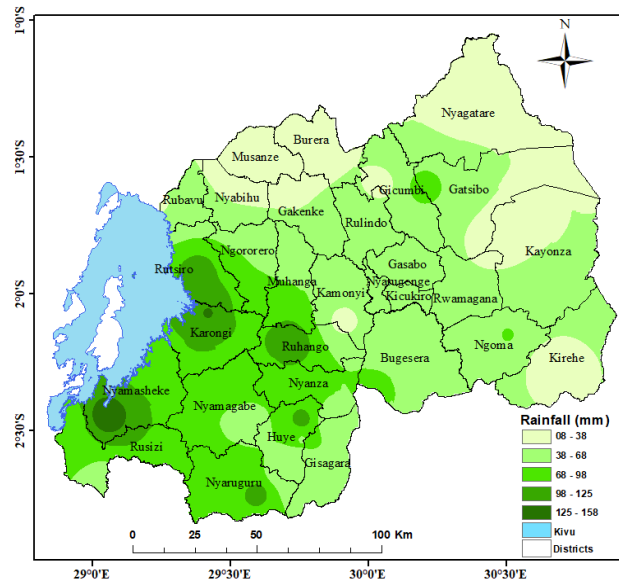 1°0'S
N
Nyagatare
Burera
Musanze
1°30'S
Gicumbi
Gatsibo
Rubavu
Nyabihu
Gakenke
Rulindo
Ngororero
Kayonza
Rutsiro
Gasabo
Muhanga
Nyarugenge
2°0'S
Kamonyi
Kicukiro
Rwamagana
Karongi
Ruhango
Ngoma
Bugesera
Kirehe
Nyamasheke
Nyanza
Nyamagabe
Rainfall (mm)
2°30'S
Huye
08 - 38
Rusizi
Gisagara
38 - 68
68 - 98
Nyaruguru
98 - 125
125 - 158
Kivu
0 25 50 100 Km
Districts
29°0'E 29°30'E 30°0'E 30°30'E